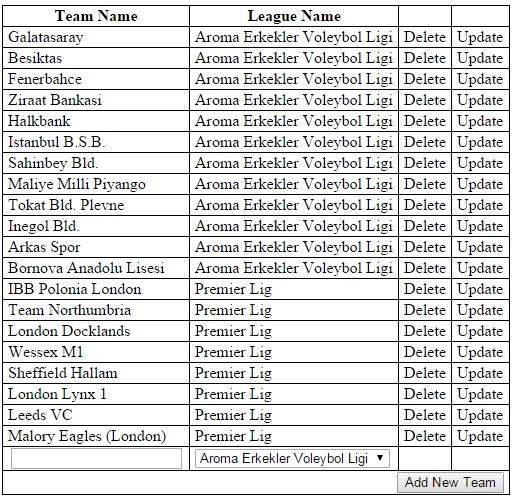 Team Name League Name
Galatasaray Aroma Erkekler Voleybol Ligi Delete Update
Besiktas Aroma Erkekler Voleybol Ligi Delete Update
Fenerbahce Aroma Erkekler Voleybol Ligi Delete Update
Ziraat Bankasi Aroma Erkekler Voleybol Ligi Delete Update
Halkbank Aroma Erkekler Voleybol Ligi Delete Update
Istanbul B.S.B. Aroma Erkekler Voleybol Ligi Delete Update
Sahinbey Bld. Aroma Erkekler Voleybol Ligi Delete Update
Maliye Milli Piyango Aroma Erkekler Voleybol Ligi Delete Update
Tokat Bld. Plevne Aroma Erkekler Voleybol Ligi Delete Update
Inegol Bld. Aroma Erkekler Voleybol Ligi Delete Update
Arkas Spor Aroma Erkekler Voleybol Ligi Delete Update
Bornova Anadolu Lisesi Aroma Erkekler Voleybol Ligi Delete Update
IBB Polonia London Premier Lig Delete Update
Team Northumbria Premier Lig Delete Update
London Docklands Premier Lig Delete Update
Wessex M1 Premier Lig Delete Update
Sheffield Hallam Premier Lig Delete Update
London Lynx 1 Premier Lig Delete Update
Leeds VC Premier Lig Delete Update
Malory Eagles (London) Premier Lig Delete Update
Aroma Erkekler Voleybol Ligi
Add New Team